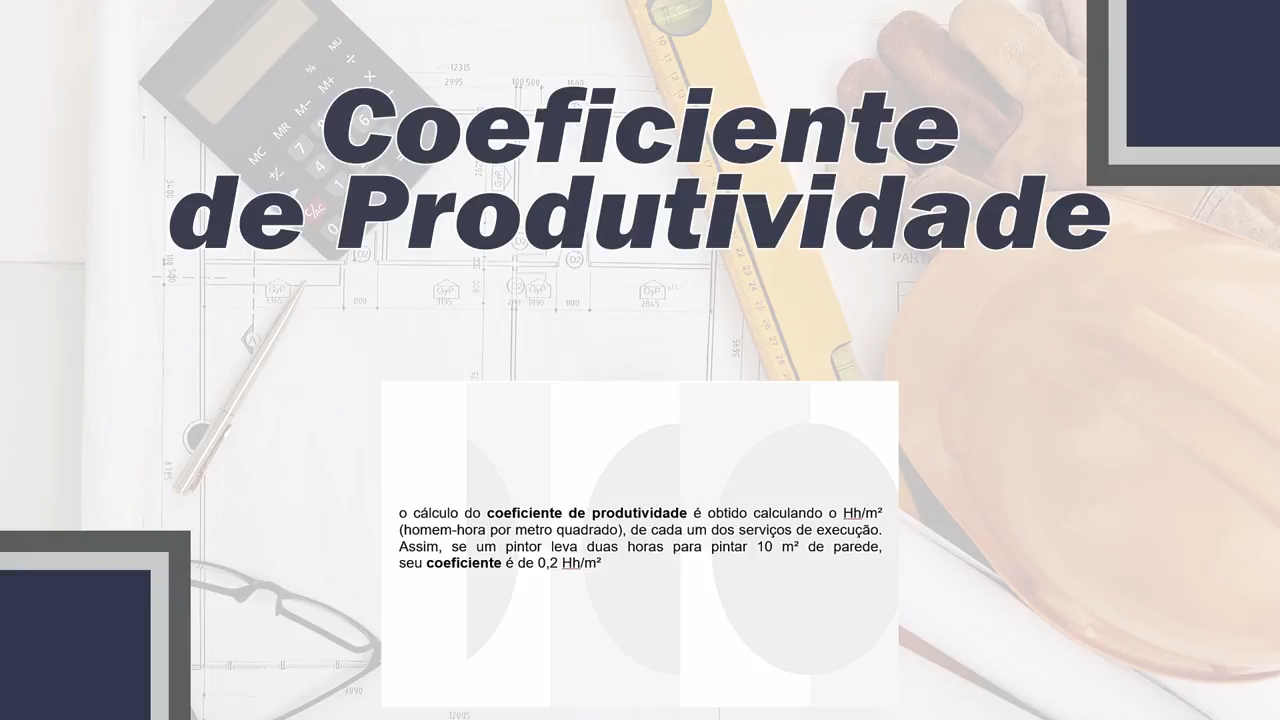 Coeficiente
de Produtividade
o cálculo do coeficiente de produtividade é obtido calculando o Hh/m²
(homem-hora por metro quadrado), de cada um dos serviços de execução.
Assim, se um pintor leva duas horas para pintar 10 m² de parede,
seu coeficiente é de 0,2 Hh/m²